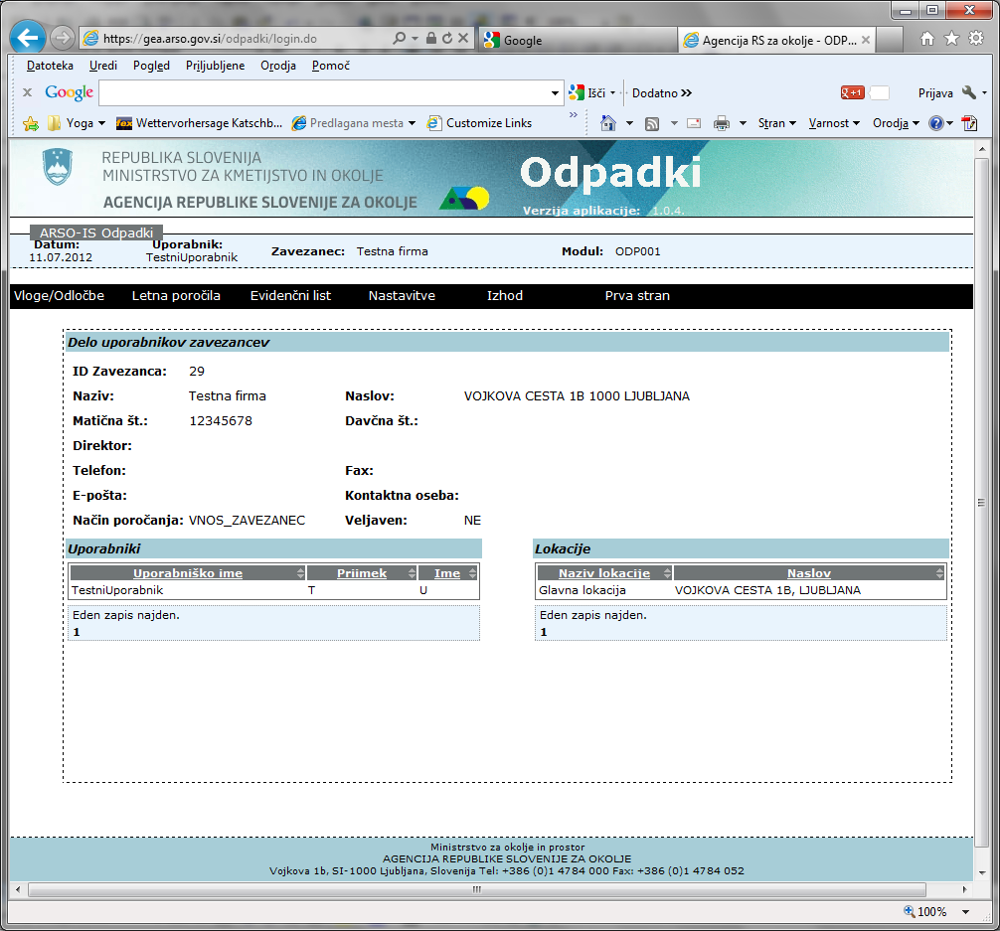 https://gea.arso.gov.si/odpadki/login.do
Google
Agencija RS za okolje - ODP...
Datoteka Uredi Pogled Priljubljene Orodja Pomoč
Google Išči Dodatno +1 Prijava
Yoga Wettervorhersage Katschb... Predlagana mesta Customize Links Stran Varnost Orodja
REPUBLIKA SLOVENIJA
MINISTRSTVO ZA KMETIJSTVO IN OKOLJE
AGENCIJA REPUBLIKE SLOVENIJE ZA OKOLJE
Odpadki
Verzija aplikacije: 1.0.4.
ARSO-IS Odpadki
Datum: Uporabnik:
11.07.2012 TestniUporabnik Zavezanec: Testna firma Modul: ODP001
Vloge/Odločbe Letna poročila Evidenčni list Nastavitve Izhod Prva stran
Delo uporabnikov zavezancev
ID Zavezanca: 29
Naziv: Testna firma Naslov: VOJKOVA CESTA 1B 1000 LJUBLJANA
Matična št.: 12345678 Davčna št.:
Direktor:
Telefon: Fax:
E-pošta: Kontaktna oseba:
Način poročanja: VNOS_ZAVEZANEC Veljaven: NE
Uporabniki
Uporabniško ime Priimek Ime
TestniUporabnik T U
Eden zapis najden.
1
Lokacije
Naziv lokacije Naslov
Glavna lokacija VOJKOVA CESTA 1B, LJUBLJANA
Eden zapis najden.
1
Ministrstvo za okolje in prostor
AGENCIJA REPUBLIKE SLOVENIJE ZA OKOLJE
Vojkova 1b, SI-1000 Ljubljana, Slovenija Tel: +386 (0)1 4784 000 Fax: +386 (0)1 4784 052
100%